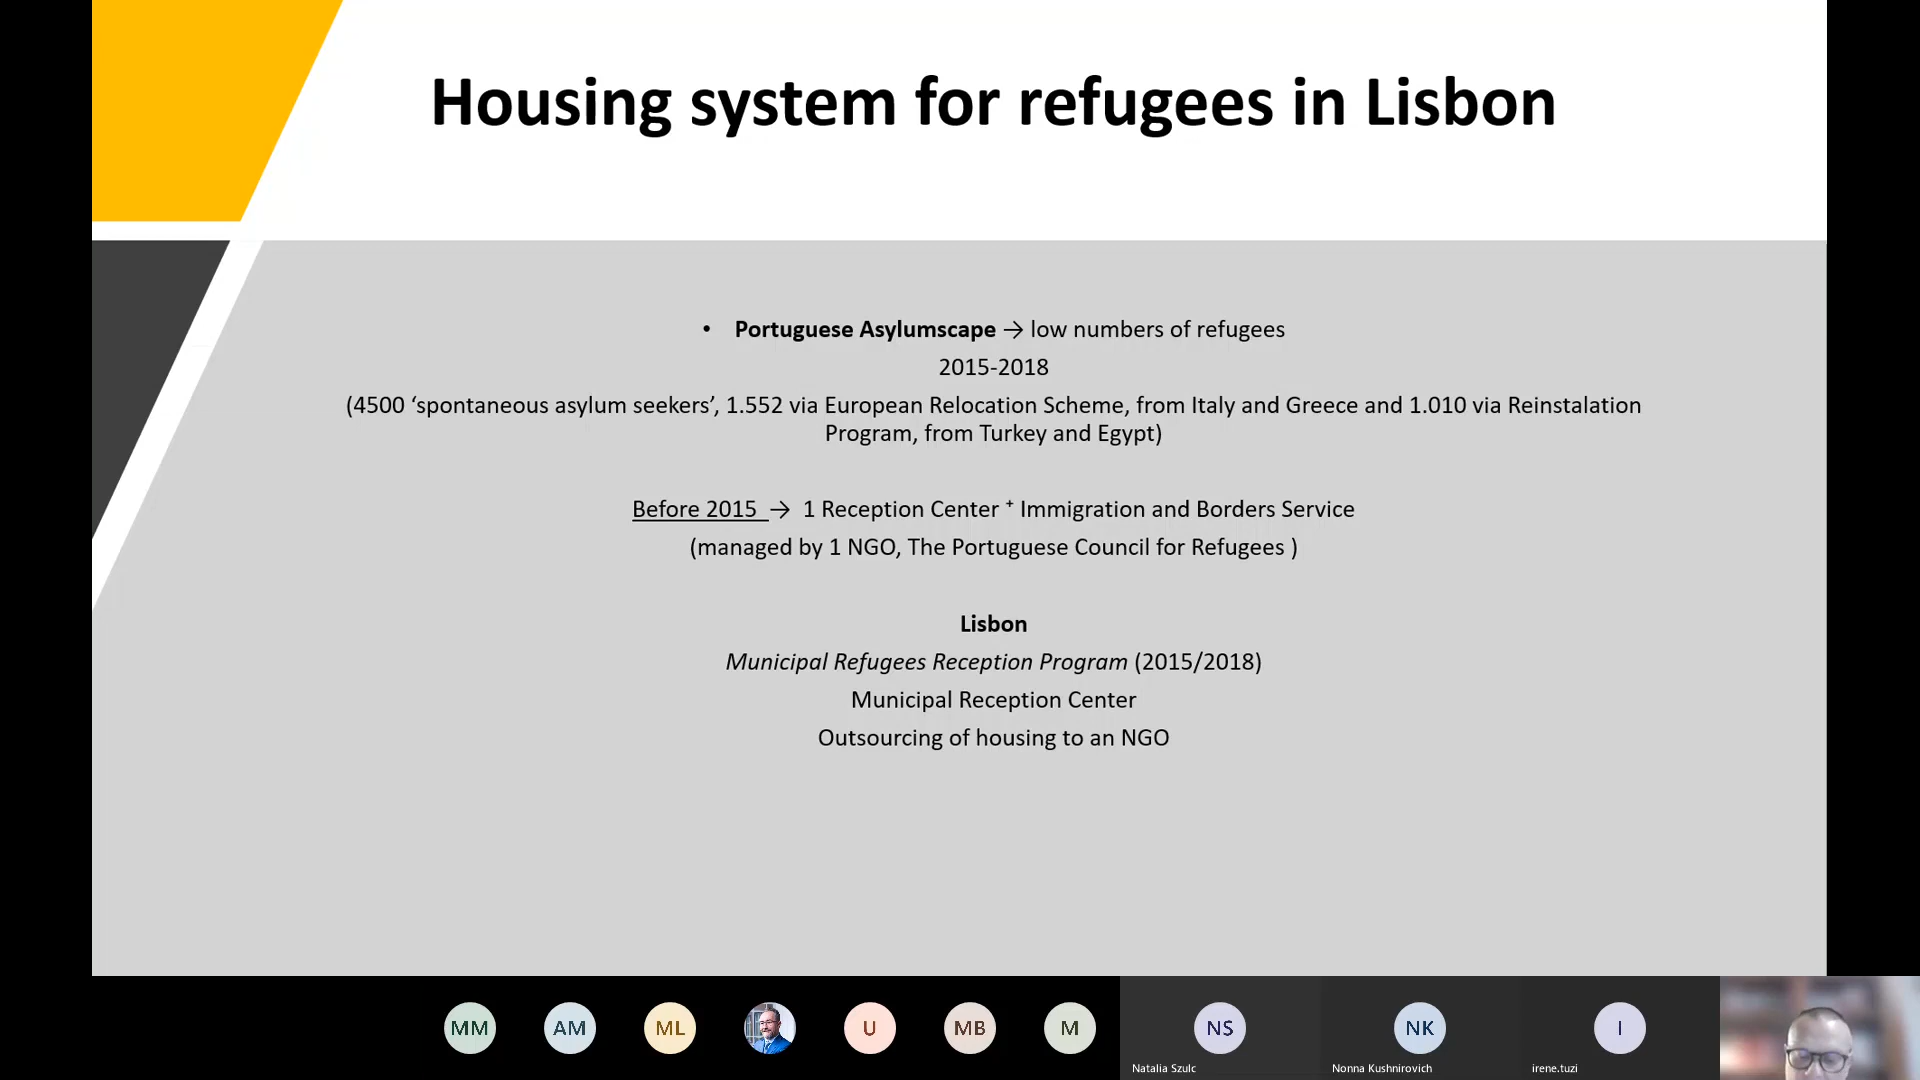 Housing system for refugees in Lisbon
• Portuguese Asylumscape → low numbers of refugees
2015-2018
(4500 ‘spontaneous asylum seekers’, 1.552 via European Relocation Scheme, from Italy and Greece and 1.010 via Reinstalation
Program, from Turkey and Egypt)
Before 2015 → 1 Reception Center ⁺ Immigration and Borders Service
(managed by 1 NGO, The Portuguese Council for Refugees )
Lisbon
Municipal Refugees Reception Program (2015/2018)
Municipal Reception Center
Outsourcing of housing to an NGO
MM AM ML U MB M NS NK I
Natalia Szulc Nonna Kushnirovich irene.tuzi